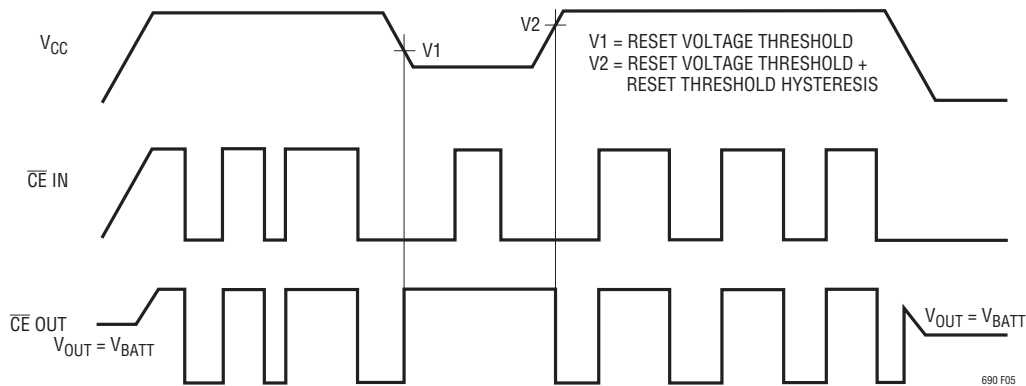 V2
V1 = RESET VOLTAGE THRESHOLD
VCC
V1
V2 = RESET VOLTAGE THRESHOLD +
RESET THRESHOLD HYSTERESIS
CE IN
CE OUT
VOUT = VBATT
VOUT = VBATT
690 F05